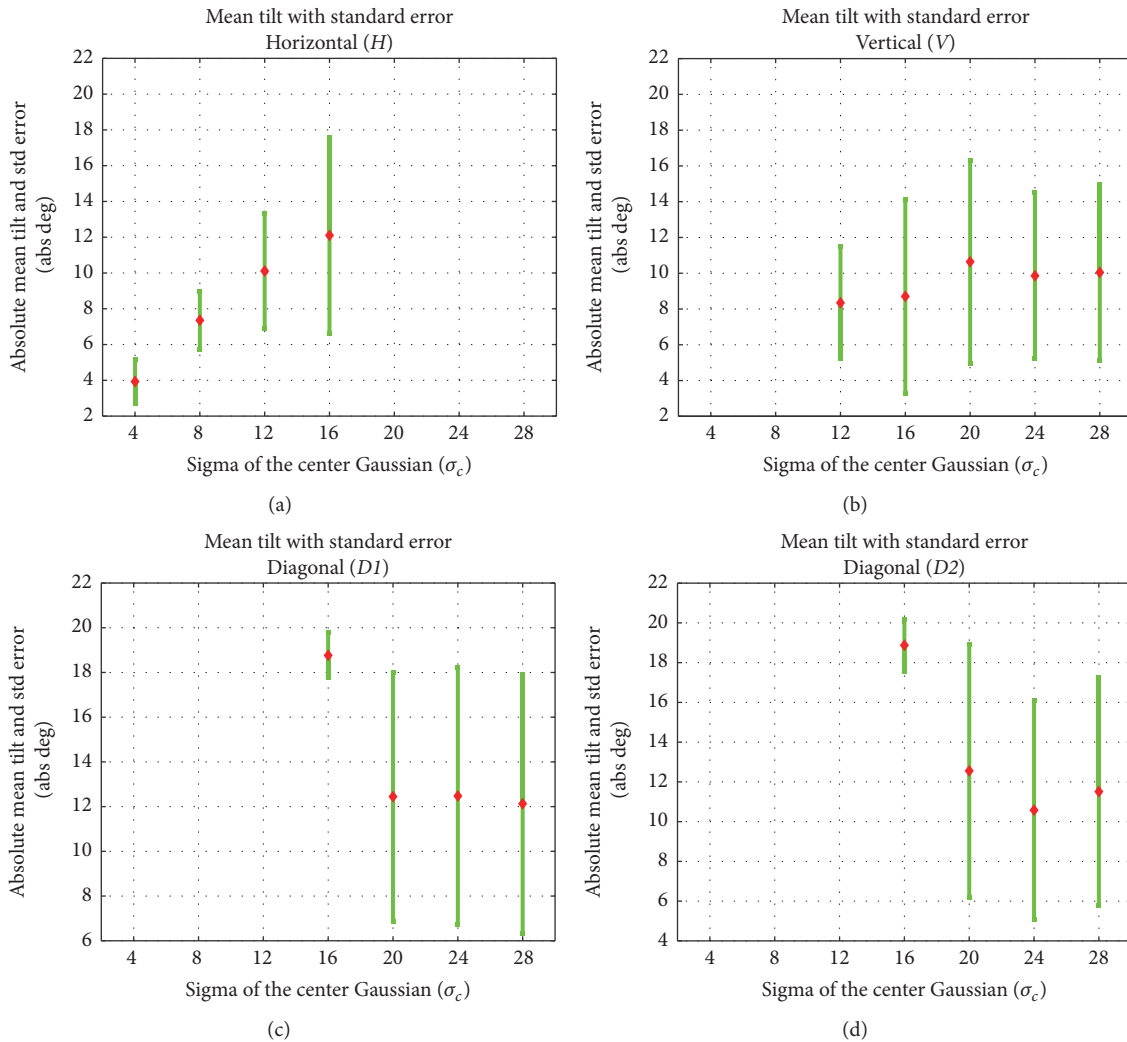 Mean tilt with standard error
Horizontal (H)
22
20
18
16
14
12
10
8
6
4
2
4 8 12 16 20 24 28
Absolute mean tilt and std error
(abs deg)
Sigma of the center Gaussian (σc)
(a)
Mean tilt with standard error
Vertical (V)
22
20
18
16
14
12
10
8
6
4
2
4 8 12 16 20 24 28
Absolute mean tilt and std error
(abs deg)
Sigma of the center Gaussian (σc)
(b)
Mean tilt with standard error
Diagonal (D1)
22
20
18
16
14
12
10
8
6
4 8 12 16 20 24 28
Absolute mean tilt and std error
(abs deg)
Sigma of the center Gaussian (σc)
(c)
Mean tilt with standard error
Diagonal (D2)
22
20
18
16
14
12
10
8
6
4
4 8 12 16 20 24 28
Absolute mean tilt and std error
(abs deg)
Sigma of the center Gaussian (σc)
(d)